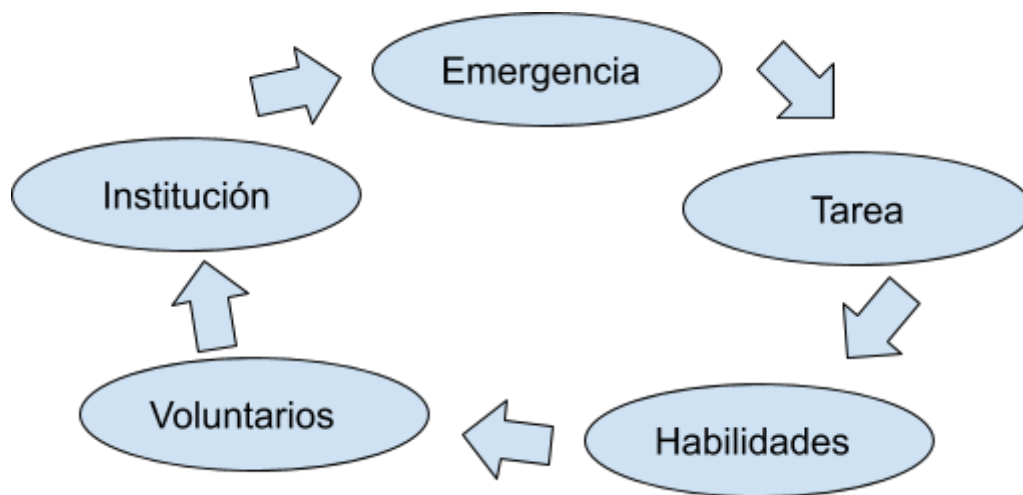 Emergencia
Tarea
Habilidades
Voluntarios
Institución